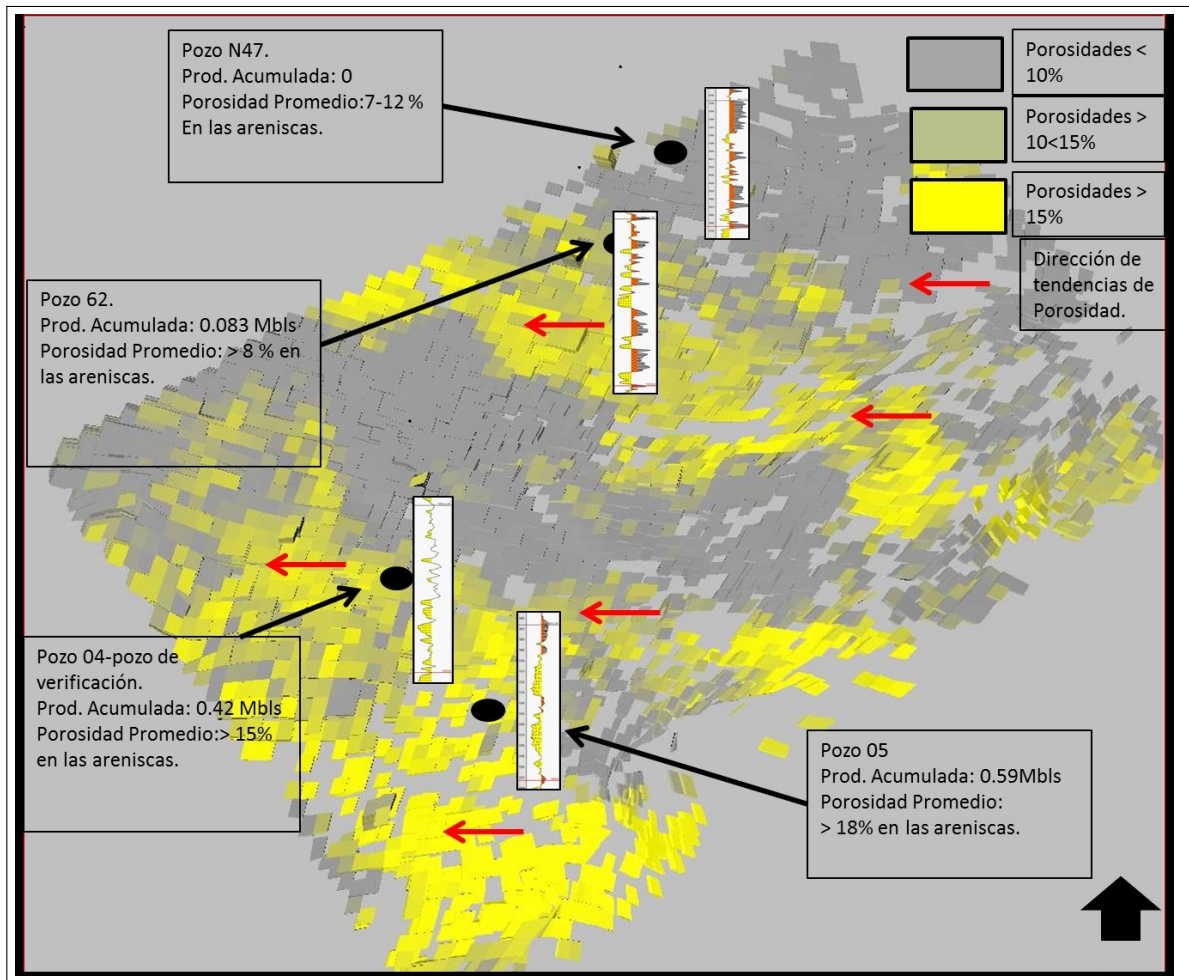 Pozo N47.
Prod. Acumulada: 0
Porosidad Promedio:7-12 %
En las areniscas.
Porosidades <
10%
Porosidades >
10<15%
Porosidades >
15%
Dirección de
tendencias de
Porosidad.
Pozo 62.
Prod. Acumulada: 0.083 Mbls
Porosidad Promedio: > 8 % en
las areniscas.
Pozo 04-pozo de
verificación.
Prod. Acumulada: 0.42 Mbls
Porosidad Promedio:> 15%
en las areniscas.
Pozo 05
Prod. Acumulada: 0.59Mbls
Porosidad Promedio:
> 18% en las areniscas.